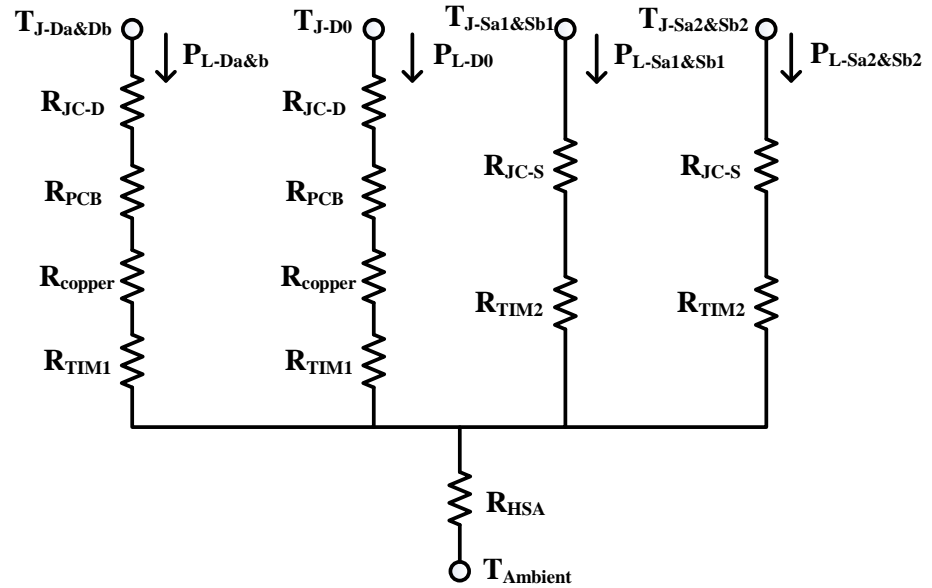 T_J-Da&Db T_J-D0 T_J-Sa1&Sb1 T_J-Sa2&Sb2
P_L-Da&b P_L-D0 P_L-Sa1&Sb1 P_L-Sa2&Sb2
R_JC-D R_JC-D R_JC-S R_JC-S
R_PCB R_PCB
R_copper R_copper R_TIM2 R_TIM2
R_TIM1 R_TIM1
R_HSA
T_Ambient